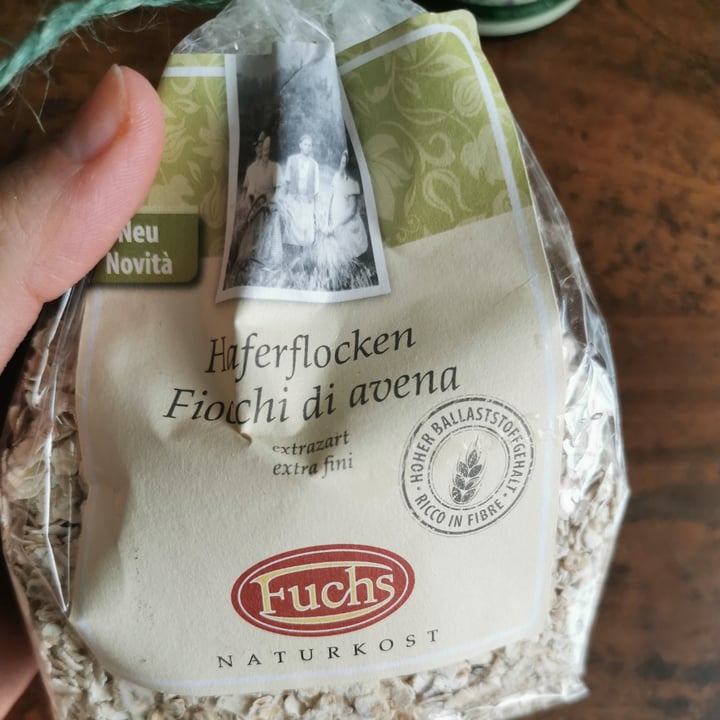 Neu
Novità
Haferflocken
Fiocchi di avena
extrazart
extra fini
HOHER BALLASTSTOFFGEHALT
RICCO IN FIBRE
Fuchs
NATURKOST